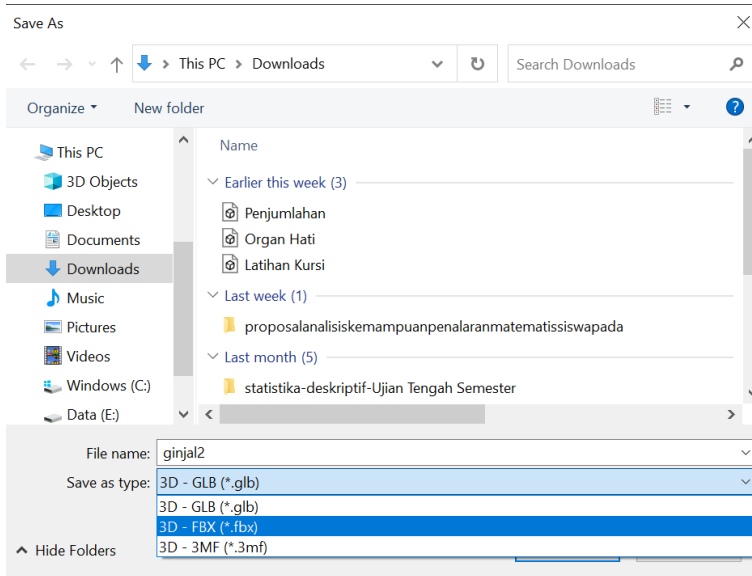 Save As
This PC > Downloads
Search Downloads
Organize
New folder
?
Name
This PC
3D Objects
Desktop
Documents
Downloads
Music
Pictures
Videos
Windows (C:)
Data (E:)
Earlier this week (3)
Penjumlahan
Organ Hati
Latihan Kursi
Last week (1)
proposalanalisiskemampuanpenalaranmatematissiswapada
Last month (5)
statistika-deskriptif-Ujian Tengah Semester
File name: ginjal2
Save as type: 3D - GLB (*.glb)
3D - GLB (*.glb)
3D - FBX (*.fbx)
3D - 3MF (*.3mf)
Hide Folders